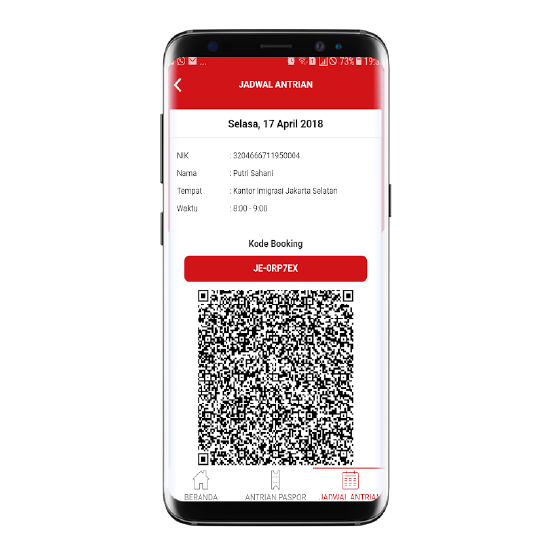 73% 19:
JADWAL ANTRIAN
Selasa, 17 April 2018
NIK : 3204666711950004
Nama : Putri Sahani
Tempat : Kantor Imigrasi Jakarta Selatan
Waktu : 8:00 - 9:00
Kode Booking
JE-0RP7EX
BERANDA ANTRIAN PASPOR JADWAL ANTRIAN